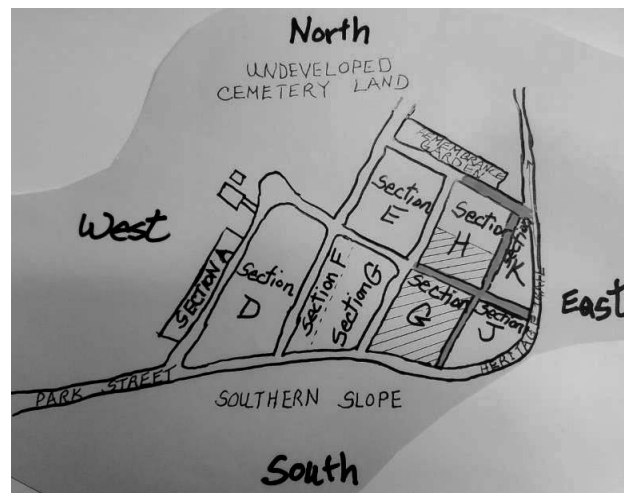 North
UNDEVELOPED
CEMETERY LAND
REMEMBRANCE
GARDEN
Section
E
Section
H
Section
K
West
SECTION A
Section
D
Section F
Section G
Section
G
Section
J
East
HERITAGE TRAIL
PARK STREET
SOUTHERN SLOPE
South